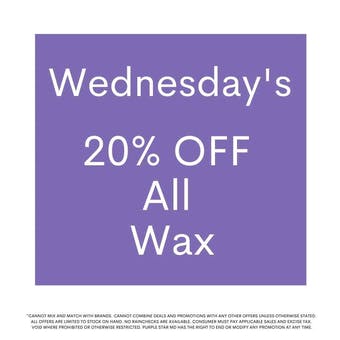 Wednesday's
20% OFF
All
Wax
*CANNOT MIX AND MATCH WITH BRANDS. CANNOT COMBINE DEALS AND PROMOTIONS WITH ANY OTHER OFFERS UNLESS OTHERWISE STATED.
ALL OFFERS ARE LIMITED TO STOCK ON HAND. NO RAINCHECKS ARE AVAILABLE. CONSUMER MUST PAY APPLICABLE SALES AND EXCISE TAX.
VOID WHERE PROHIBITED OR OTHERWISE RESTRICTED. PURPLE STAR MD HAS THE RIGHT TO END OR MODIFY ANY PROMOTION AT ANY TIME.